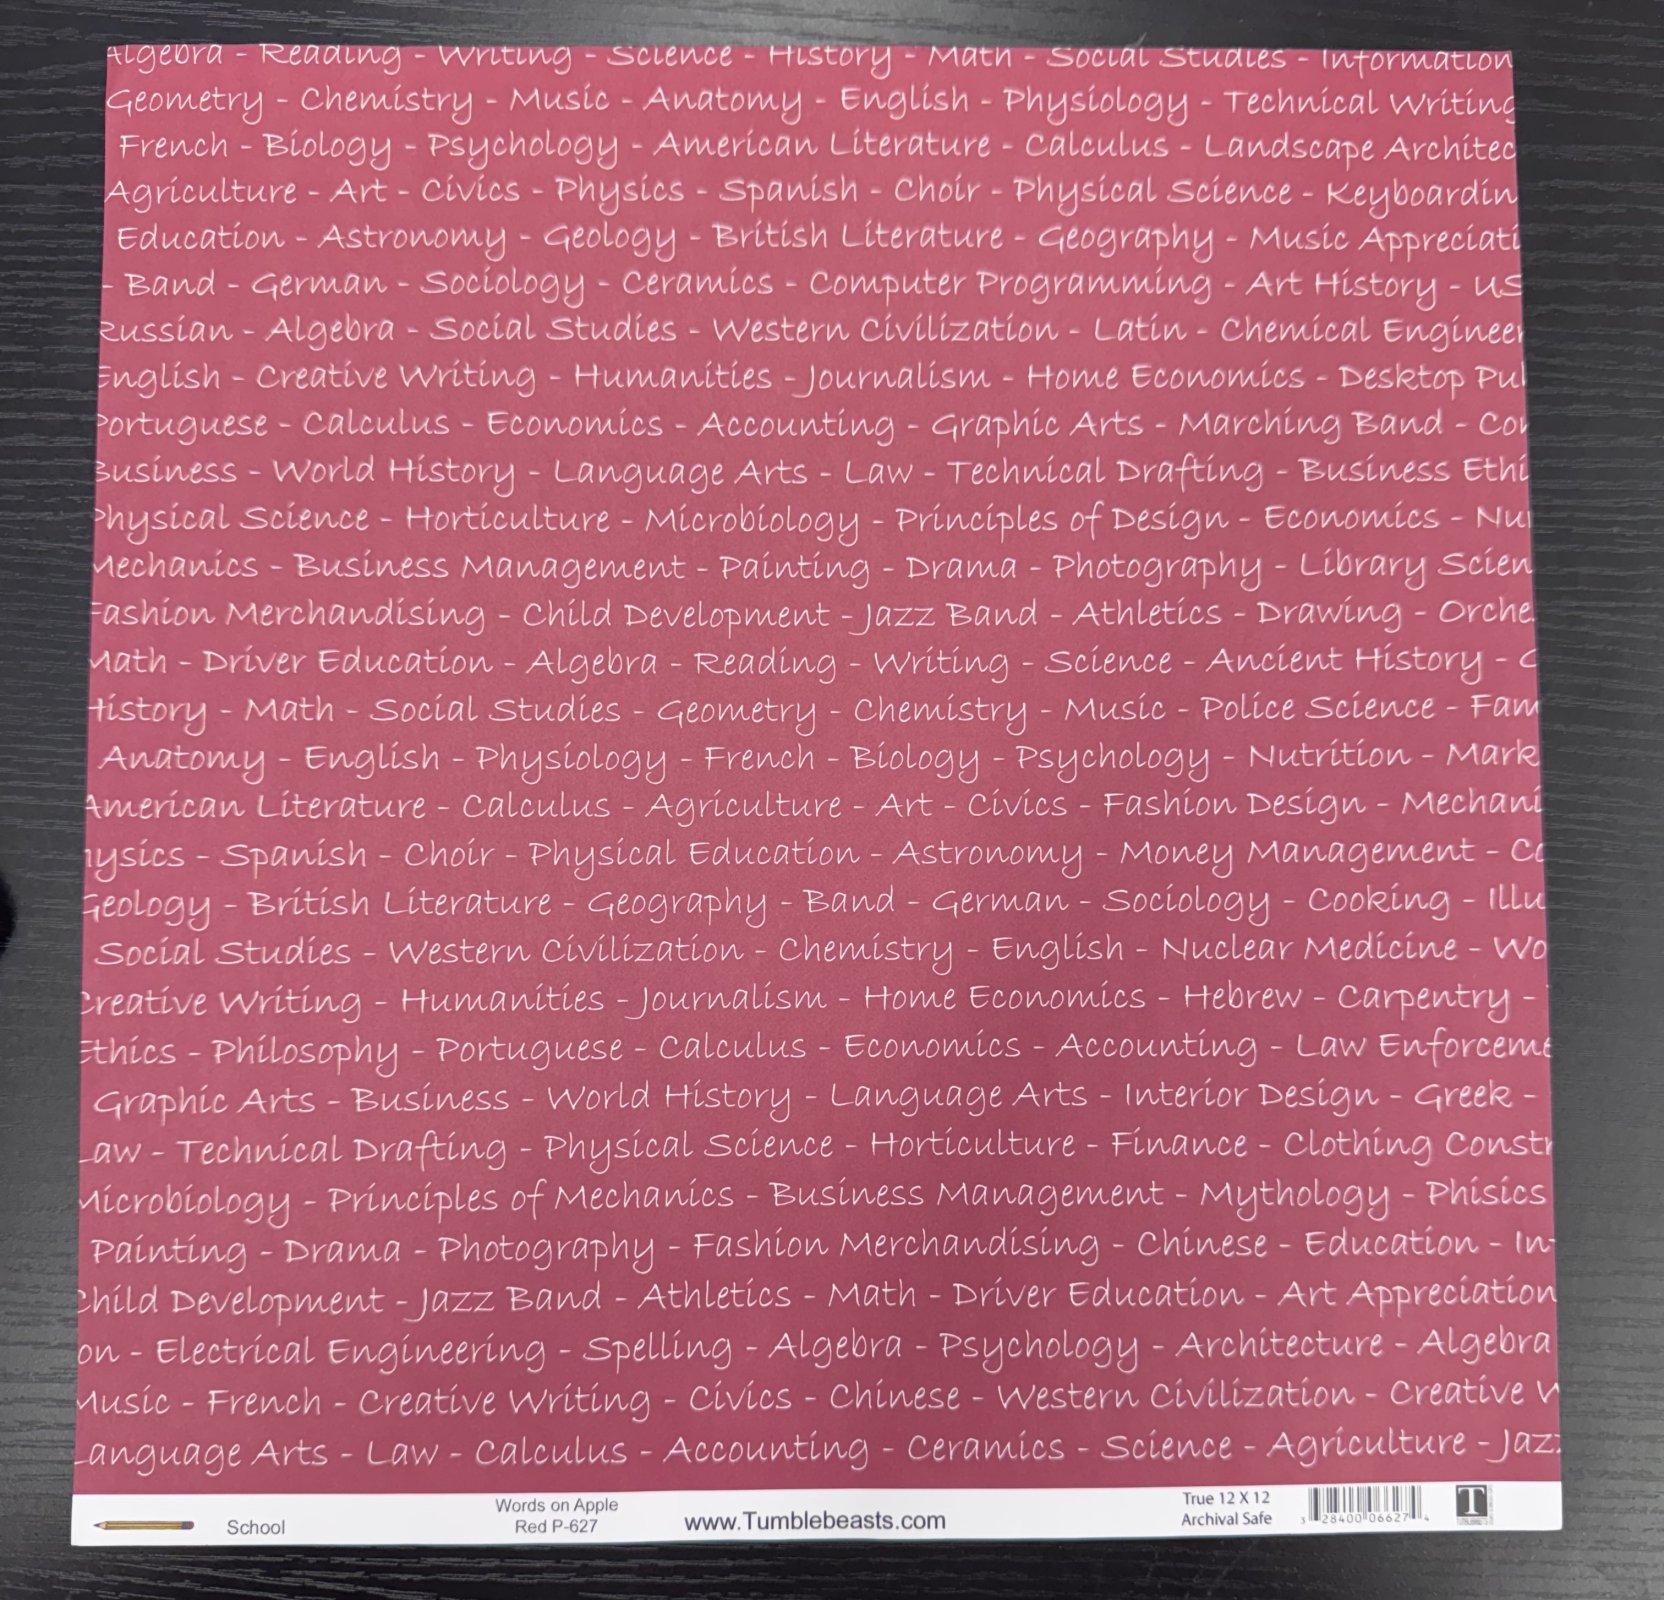 Algebra - Reading - Writing - Science - History - Math - Social Studies - Information
Geometry - Chemistry - Music - Anatomy - English - Physiology - Technical Writing
French - Biology - Psychology - American Literature - Calculus - Landscape Architec
Agriculture - Art - Civics - Physics - Spanish - Choir - Physical Science - Keyboardin
Education - Astronomy - Geology - British Literature - Geography - Music Appreciati
- Band - German - Sociology - Ceramics - Computer Programming - Art History - US
Russian - Algebra - Social Studies - Western Civilization - Latin - Chemical Engineer
English - Creative Writing - Humanities - Journalism - Home Economics - Desktop Pu
Portuguese - Calculus - Economics - Accounting - Graphic Arts - Marching Band - Co
Business - World History - Language Arts - Law - Technical Drafting - Business Ethi
Physical Science - Horticulture - Microbiology - Principles of Design - Economics - Nu
Mechanics - Business Management - Painting - Drama - Photography - Library Scien
Fashion Merchandising - Child Development - Jazz Band - Athletics - Drawing - Orche
Math - Driver Education - Algebra - Reading - Writing - Science - Ancient History - C
History - Math - Social Studies - Geometry - Chemistry - Music - Police Science - Fam
Anatomy - English - Physiology - French - Biology - Psychology - Nutrition - Mark
American Literature - Calculus - Agriculture - Art - Civics - Fashion Design - Mechani
hysics - Spanish - Choir - Physical Education - Astronomy - Money Management - Co
Geology - British Literature - Geography - Band - German - Sociology - Cooking - Illu
Social Studies - Western Civilization - Chemistry - English - Nuclear Medicine - Wo
Creative Writing - Humanities - Journalism - Home Economics - Hebrew - Carpentry -
Ethics - Philosophy - Portuguese - Calculus - Economics - Accounting - Law Enforceme
Graphic Arts - Business - World History - Language Arts - Interior Design - Greek -
Law - Technical Drafting - Physical Science - Horticulture - Finance - Clothing Constr
Microbiology - Principles of Mechanics - Business Management - Mythology - Phisics
Painting - Drama - Photography - Fashion Merchandising - Chinese - Education - In
Child Development - Jazz Band - Athletics - Math - Driver Education - Art Appreciation
on - Electrical Engineering - Spelling - Algebra - Psychology - Architecture - Algebra
Music - French - Creative Writing - Civics - Chinese - Western Civilization - Creative W
Language Arts - Law - Calculus - Accounting - Ceramics - Science - Agriculture - Jaz
School
Words on Apple
Red P-627
www.Tumblebeasts.com
True 12 X 12
Archival Safe
3 28400 06627 4
T